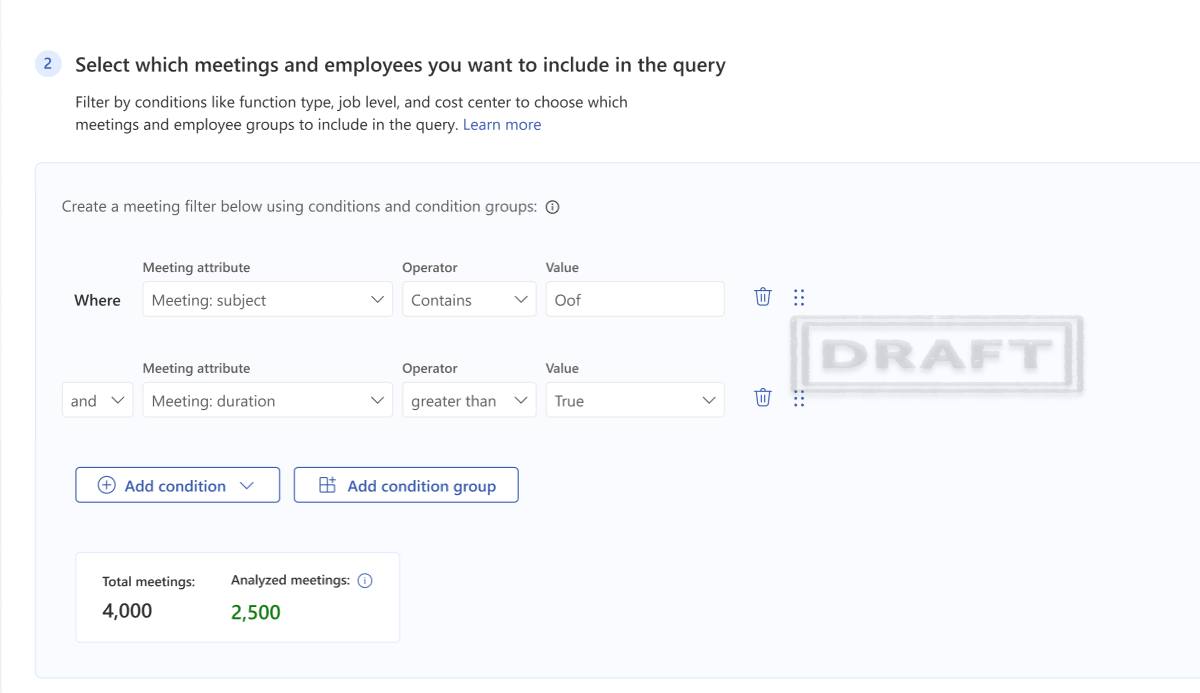 2 Select which meetings and employees you want to include in the query
Filter by conditions like function type, job level, and cost center to choose which
meetings and employee groups to include in the query. Learn more
Create a meeting filter below using conditions and condition groups:
Meeting attribute Operator Value
Where Meeting: subject Contains Oof
DRAFT
Meeting attribute Operator Value
and Meeting: duration greater than True
Add condition Add condition group
Total meetings: Analyzed meetings:
4,000 2,500